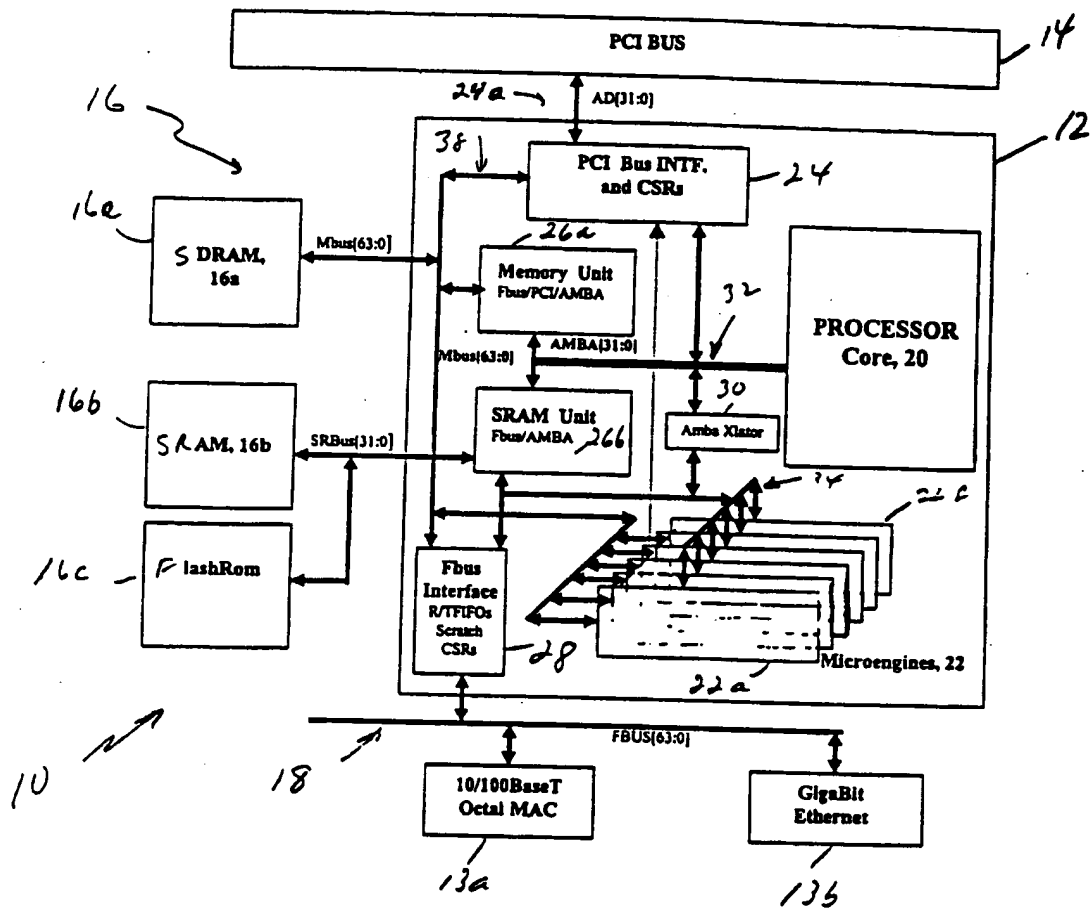 PCI BUS
14
24a
AD[31:0]
16
12
38
PCI Bus INTF.
and CSRs
24
16a
S DRAM,
16a
Mbus[63:0]
26a
Memory Unit
Fbus/PCI/AMBA
32
PROCESSOR
Core, 20
AMBA[31:0]
Mbus[63:0]
30
16b
SRAM, 16b
SRBus[31:0]
SRAM Unit
Fbus/AMBA
26b
Amba Xlator
34
22f
16c
FlashRom
Fbus
Interface
R/TFIFOs
Scratch
CSRs
28
Microengines, 22
22a
10
18
FBUS[63:0]
10/100BaseT
Octal MAC
GigaBit
Ethernet
13a
13b